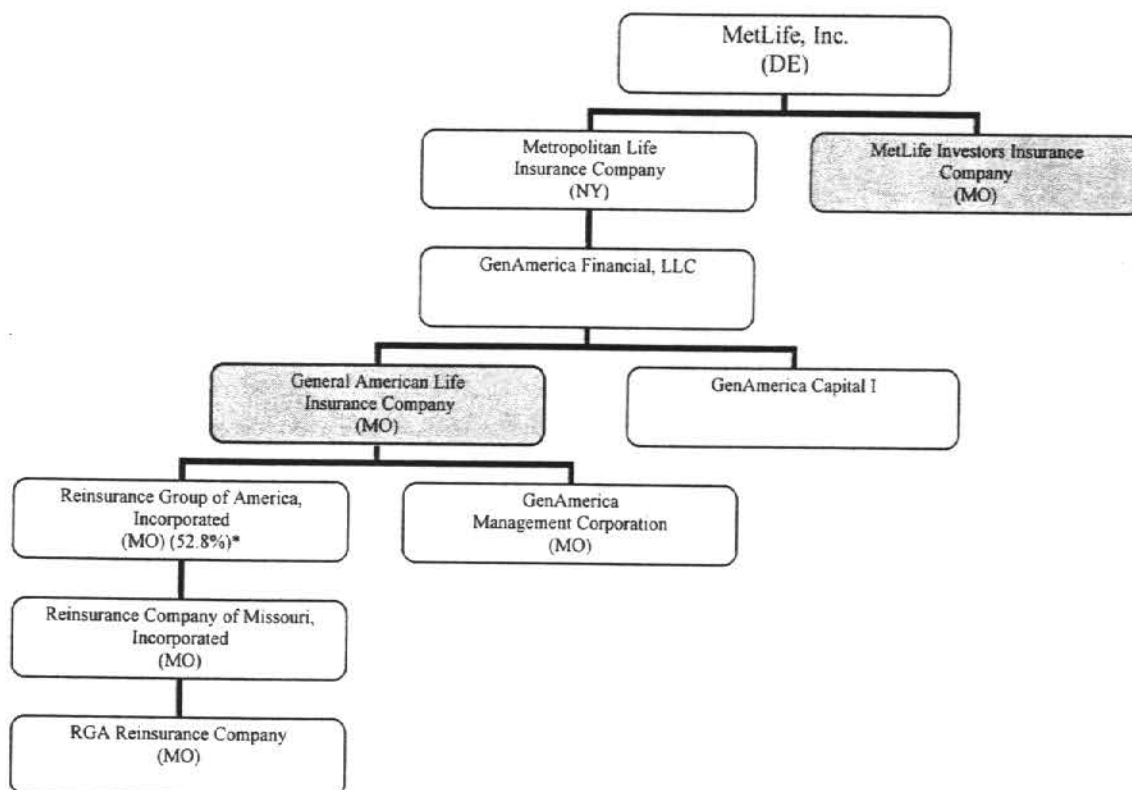 MetLife, Inc.
(DE)
Metropolitan Life
Insurance Company
(NY)
MetLife Investors Insurance
Company
(MO)
GenAmerica Financial, LLC
General American Life
Insurance Company
(MO)
GenAmerica Capital I
Reinsurance Group of America,
Incorporated
(MO) (52.8%)*
GenAmerica
Management Corporation
(MO)
Reinsurance Company of Missouri,
Incorporated
(MO)
RGA Reinsurance Company
(MO)